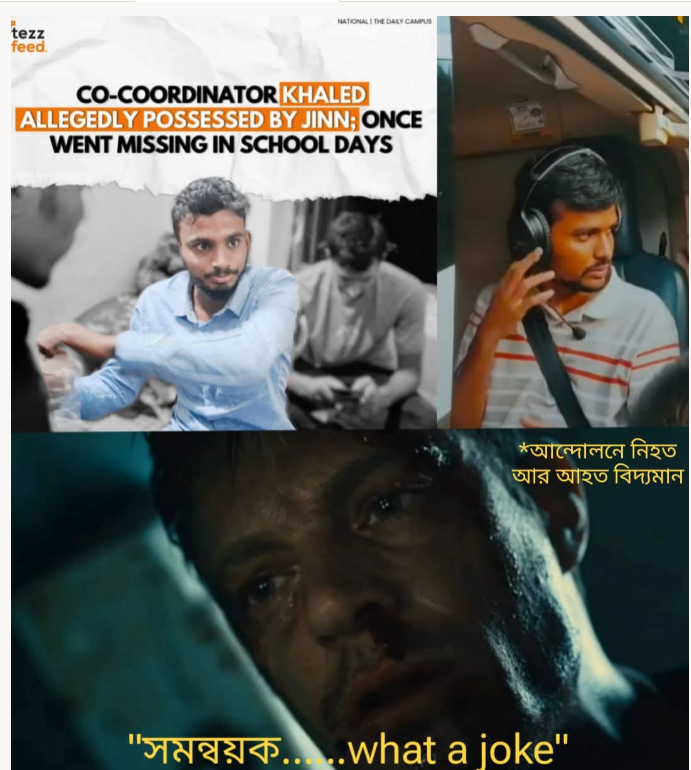 tezz
feed.
NATIONAL | THE DAILY CAMPUS
CO-COORDINATOR KHALED
ALLEGEDLY POSSESSED BY JINN; ONCE
WENT MISSING IN SCHOOL DAYS
*আন্দোলনে নিহত
আর আহত বিদ্যমান
"সমন্বয়ক......what a joke"